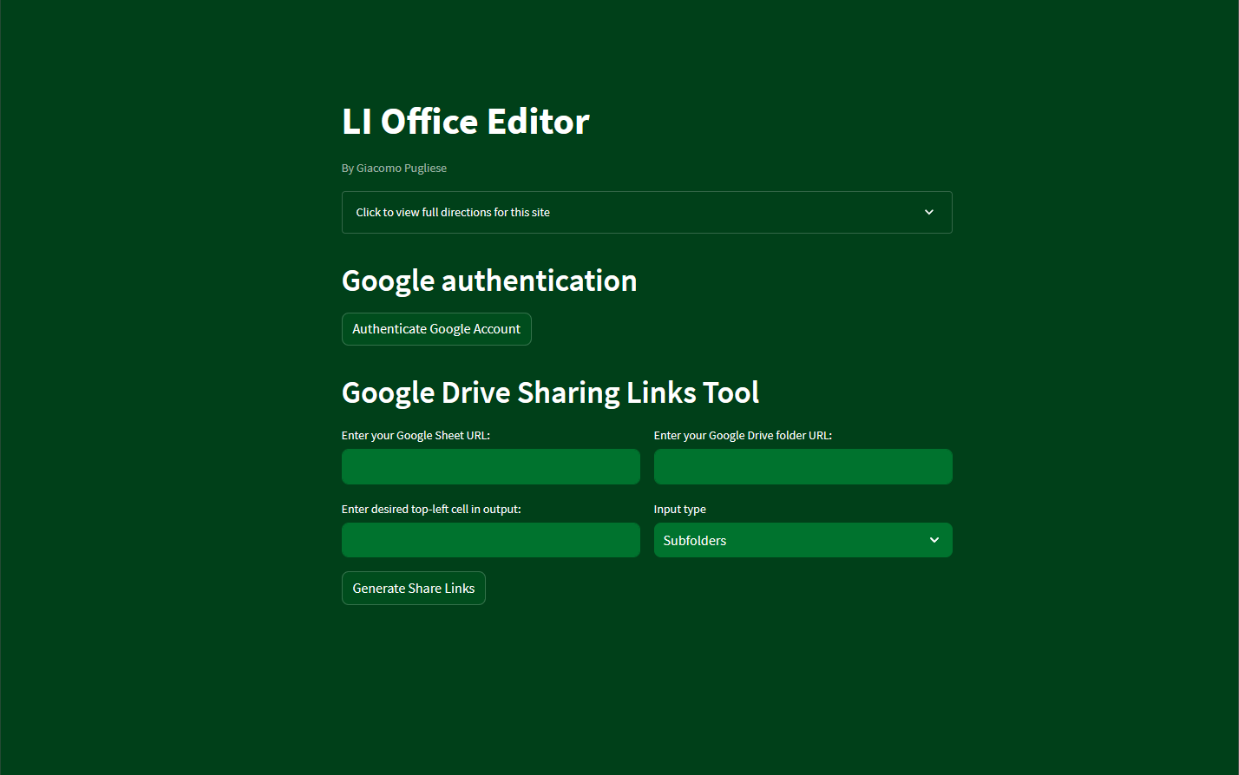 LI Office Editor
By Giacomo Pugliese
Click to view full directions for this site
Google authentication
Authenticate Google Account
Google Drive Sharing Links Tool
Enter your Google Sheet URL:
Enter your Google Drive folder URL:
Enter desired top-left cell in output:
Input type
Subfolders
Generate Share Links